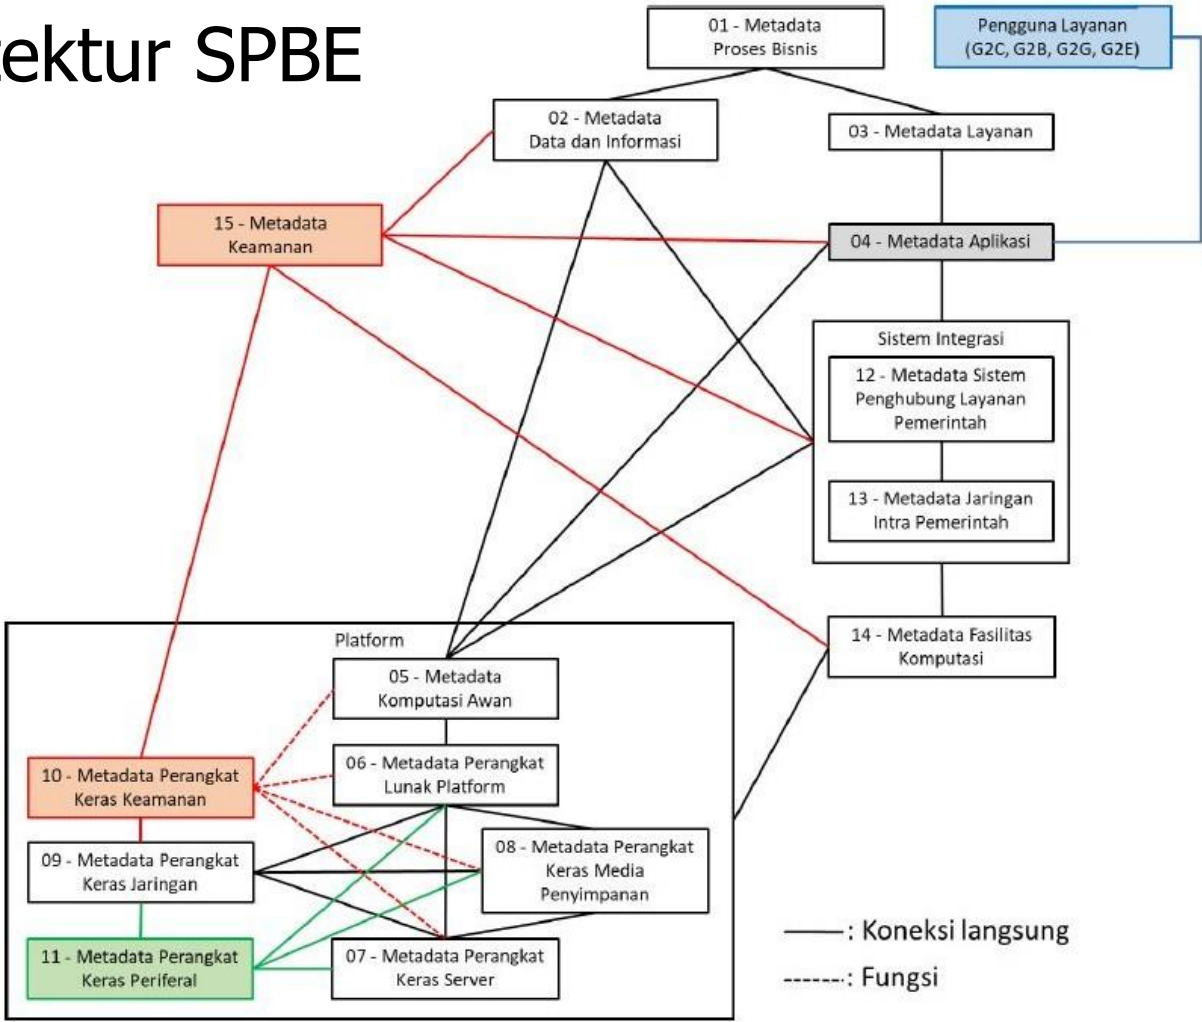 tektur SPBE
01 - Metadata
Proses Bisnis
Pengguna Layanan
(G2C, G2B, G2G, G2E)
02 - Metadata
Data dan Informasi
03 - Metadata Layanan
15 - Metadata
Keamanan
04 - Metadata Aplikasi
Sistem Integrasi
12 - Metadata Sistem
Penghubung Layanan
Pemerintah
13 - Metadata Jaringan
Intra Pemerintah
14 - Metadata Fasilitas
Komputasi
Platform
05 - Metadata
Komputasi Awan
06 - Metadata Perangkat
Lunak Platform
10 - Metadata Perangkat
Keras Keamanan
08 - Metadata Perangkat
Keras Media
Penyimpanan
09 - Metadata Perangkat
Keras Jaringan
11 - Metadata Perangkat
Keras Periferal
07 - Metadata Perangkat
Keras Server
: Koneksi langsung
: Fungsi